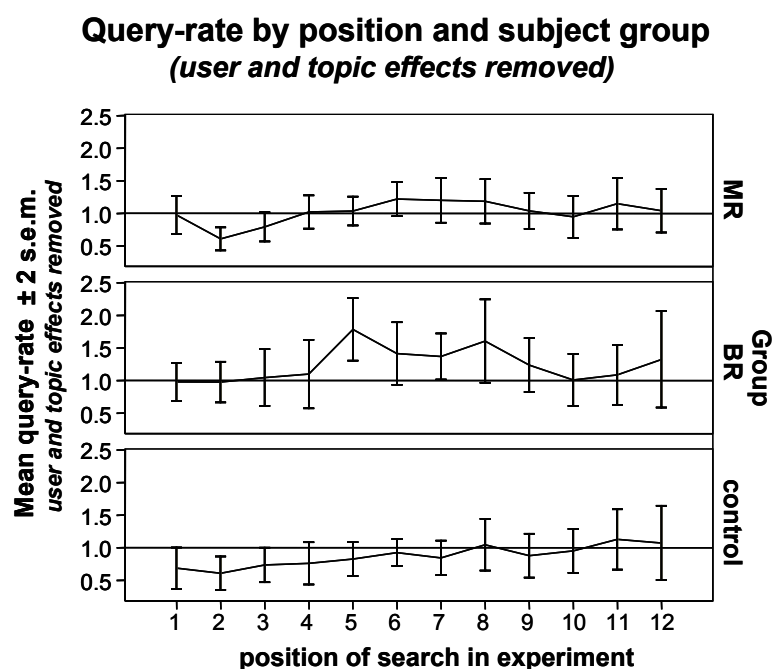 Query-rate by position and subject group
(user and topic effects removed)
Mean query-rate ± 2 s.e.m.
user and topic effects removed
2.5
2.0
1.5
1.0
0.5
MR
2.5
2.0
1.5
1.0
0.5
BR
Group
2.5
2.0
1.5
1.0
0.5
control
1 2 3 4 5 6 7 8 9 10 11 12
position of search in experiment